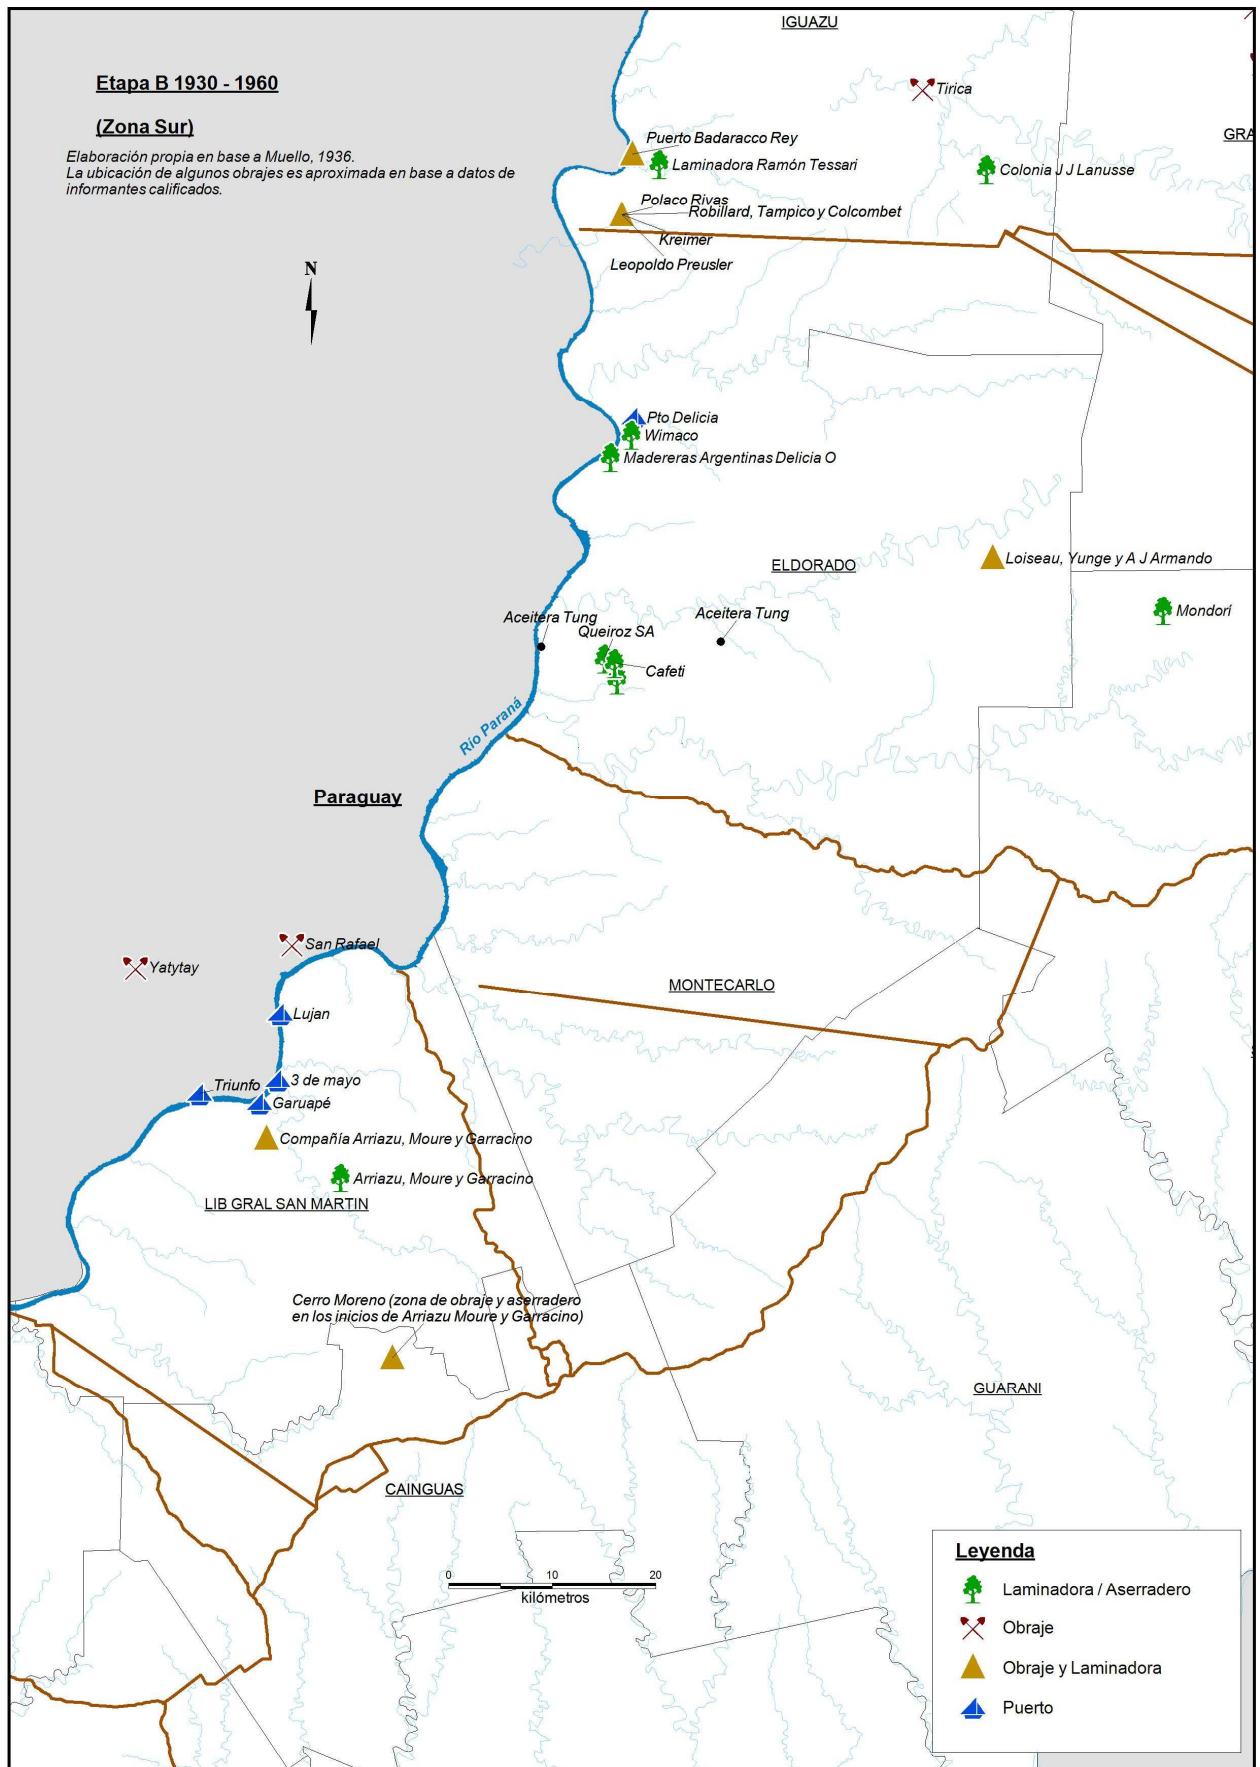 IGUAZU
Etapa B 1930 - 1960
(Zona Sur)
Elaboración propia en base a Muello, 1936.
La ubicación de algunos obrajes es aproximada en base a datos de
informantes calificados.
Tirica
GRA
Puerto Badaracco Rey
Laminadora Ramón Tessari
Colonia J J Lanusse
Polaco Rivas
Robillard, Tampico y Colcombet
Kreimer
Leopoldo Preusler
N
Pto Delicia
Wimaco
Madereras Argentinas Delicia O
ELDORADO
Loiseau, Yunge y A J Armando
Mondorí
Aceitera Tung
Aceitera Tung
Queiroz SA
Cafeti
Río Paraná
Paraguay
San Rafael
Yatytay
MONTECARLO
Lujan
3 de mayo
Triunfo
Garuapé
Compañía Arriazu, Moure y Garracino
Arriazu, Moure y Garracino
LIB GRAL SAN MARTIN
Cerro Moreno (zona de obraje y aserradero
en los inicios de Arriazu Moure y Garracino)
GUARANI
CAINGUAS
0 10 20
kilómetros
Leyenda
Laminadora / Aserradero
Obraje
Obraje y Laminadora
Puerto